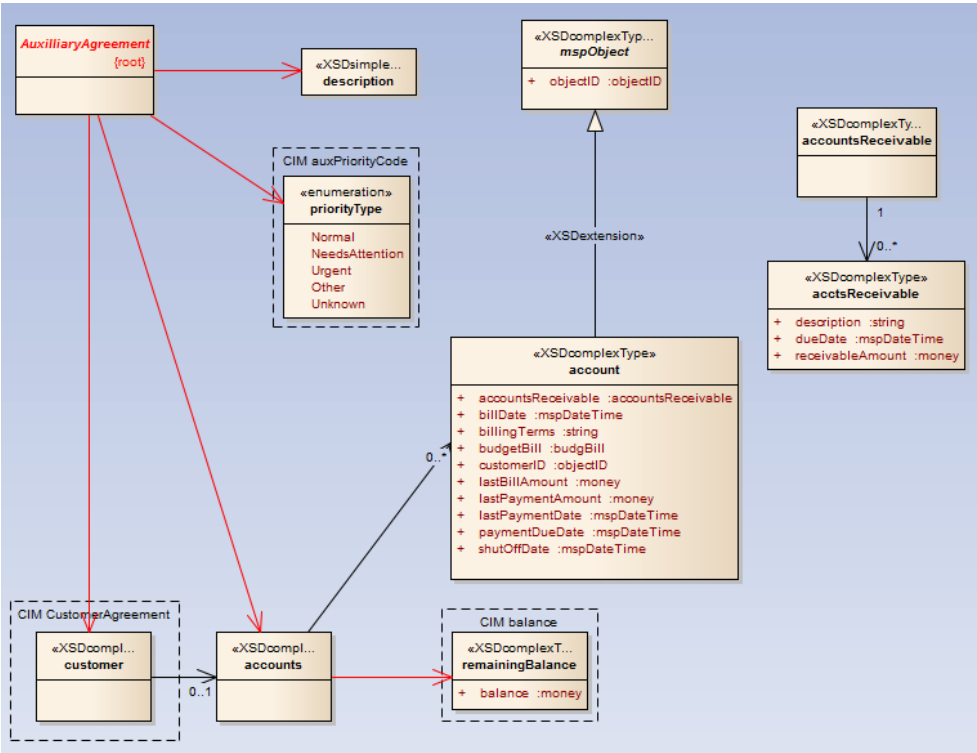 AuxilliaryAgreement
{root}
«XSDsimple...
description
«XSDcomplexTyp...
mspObject
+ objectID :objectID
«XSDcomplexTy...
accountsReceivable
1
0..*
«XSDcomplexType»
acctsReceivable
+ description :string
+ dueDate :mspDateTime
+ receivableAmount :money
CIM auxPriorityCode
«enumeration»
priorityType
Normal
NeedsAttention
Urgent
Other
Unknown
«XSDextension»
«XSDcomplexType»
account
+ accountsReceivable :accountsReceivable
+ billDate :mspDateTime
+ billingTerms :string
+ budgetBill :budgBill
+ customerID :objectID
+ lastBillAmount :money
+ lastPaymentAmount :money
+ lastPaymentDate :mspDateTime
+ paymentDueDate :mspDateTime
+ shutOffDate :mspDateTime
0..*
CIM CustomerAgreement
«XSDcompl...
customer
0..1
«XSDcompl...
accounts
CIM balance
«XSDcomplexT...
remainingBalance
+ balance :money